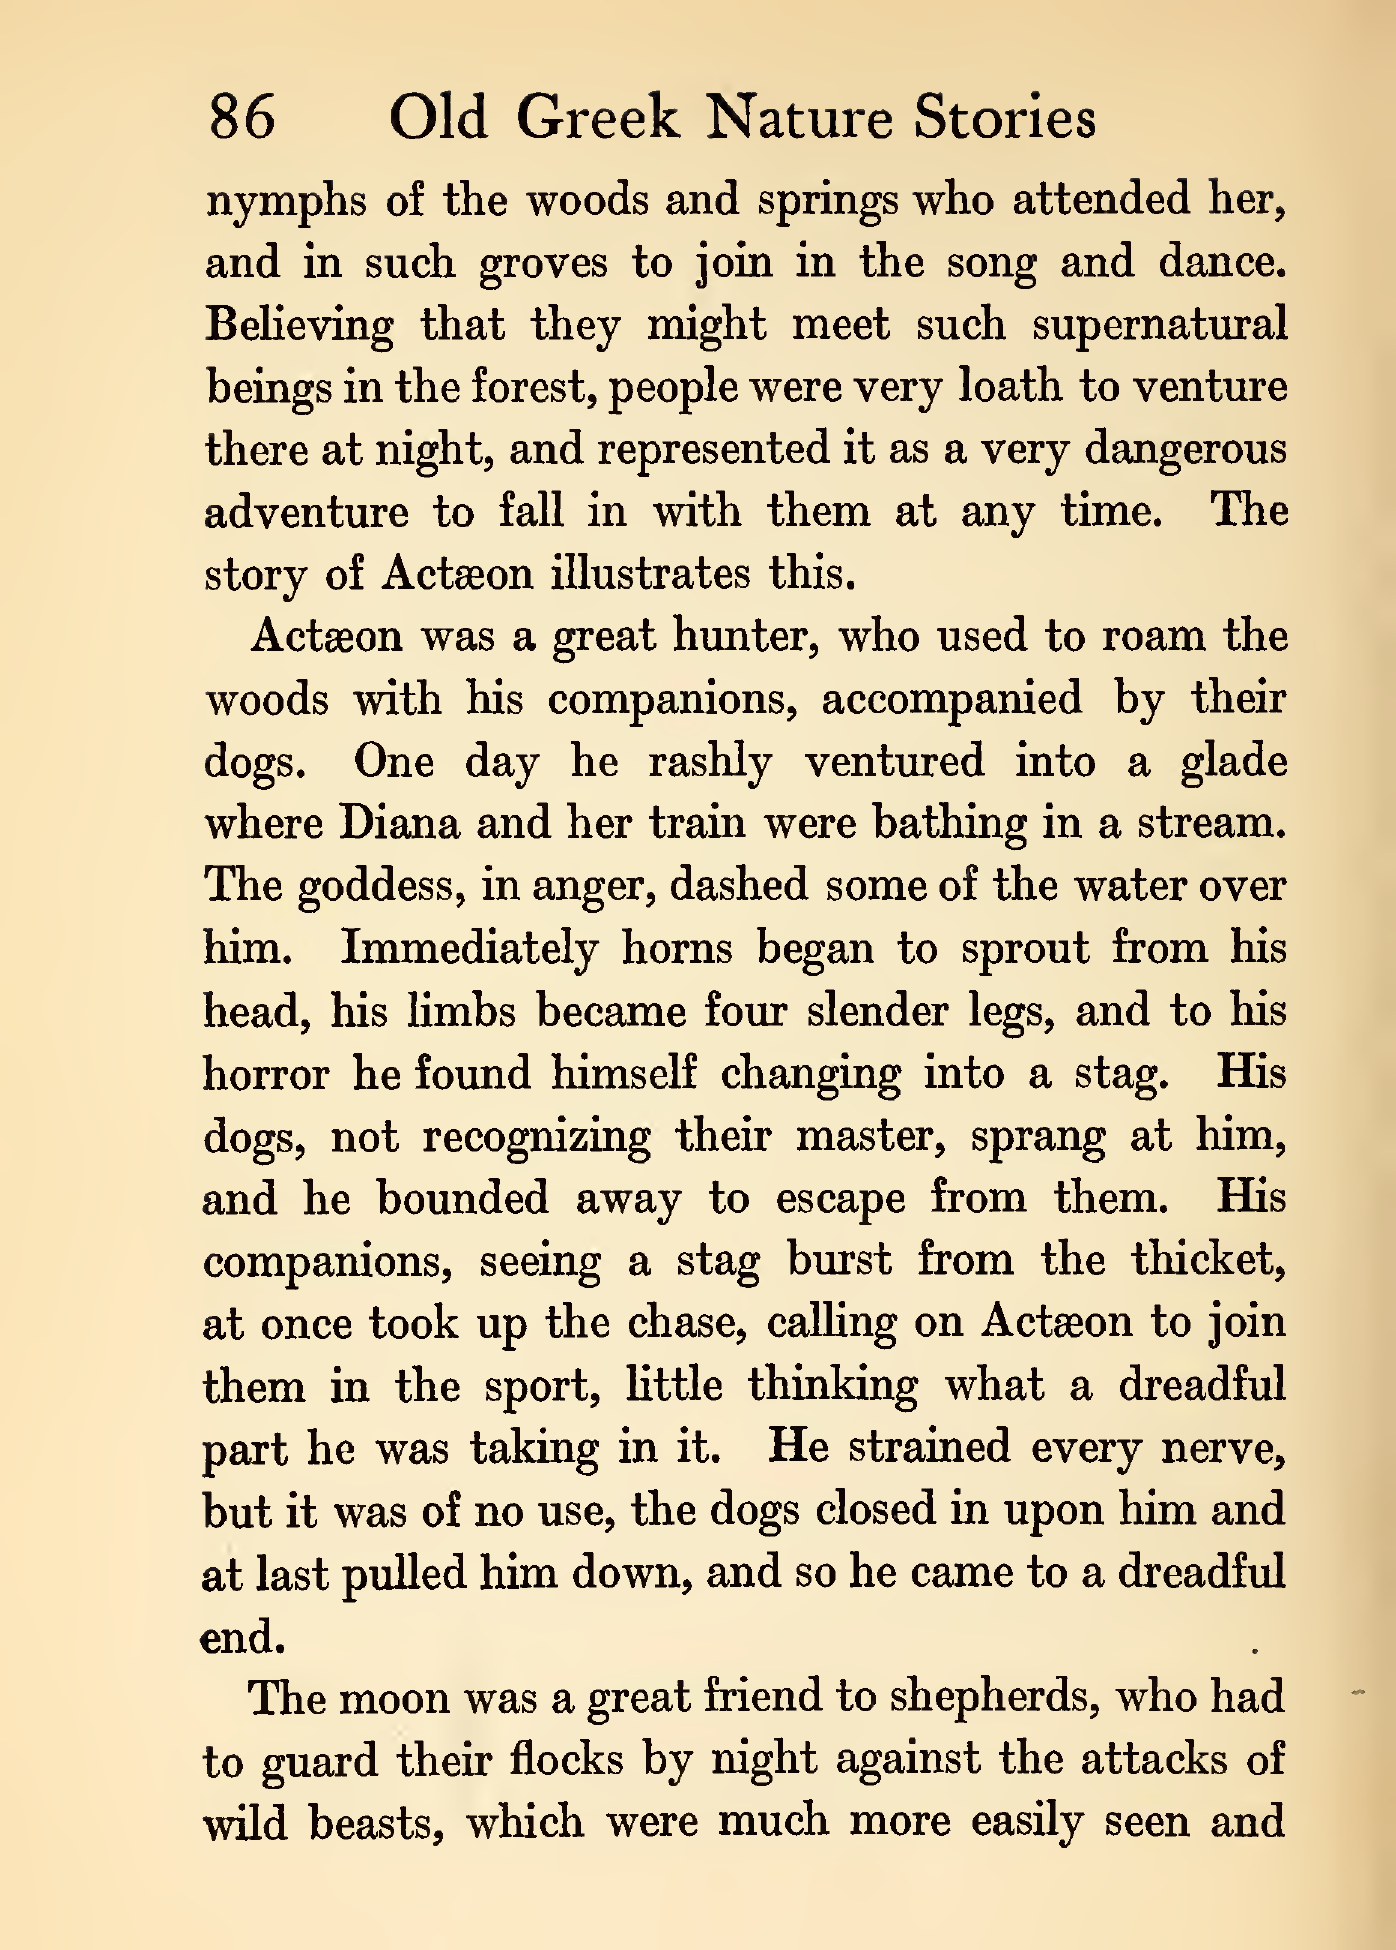 86 Old Greek Nature Stories
nymphs of the woods and springs who attended her,
and in such groves to join in the song and dance.
Believing that they might meet such supernatural
beings in the forest, people were very loath to venture
there at night, and represented it as a very dangerous
adventure to fall in with them at any time. The
story of Actæon illustrates this.
Actæon was a great hunter, who used to roam the
woods with his companions, accompanied by their
dogs. One day he rashly ventured into a glade
where Diana and her train were bathing in a stream.
The goddess, in anger, dashed some of the water over
him. Immediately horns began to sprout from his
head, his limbs became four slender legs, and to his
horror he found himself changing into a stag. His
dogs, not recognizing their master, sprang at him,
and he bounded away to escape from them. His
companions, seeing a stag burst from the thicket,
at once took up the chase, calling on Actæon to join
them in the sport, little thinking what a dreadful
part he was taking in it. He strained every nerve,
but it was of no use, the dogs closed in upon him and
at last pulled him down, and so he came to a dreadful
end.
The moon was a great friend to shepherds, who had
to guard their flocks by night against the attacks of
wild beasts, which were much more easily seen and